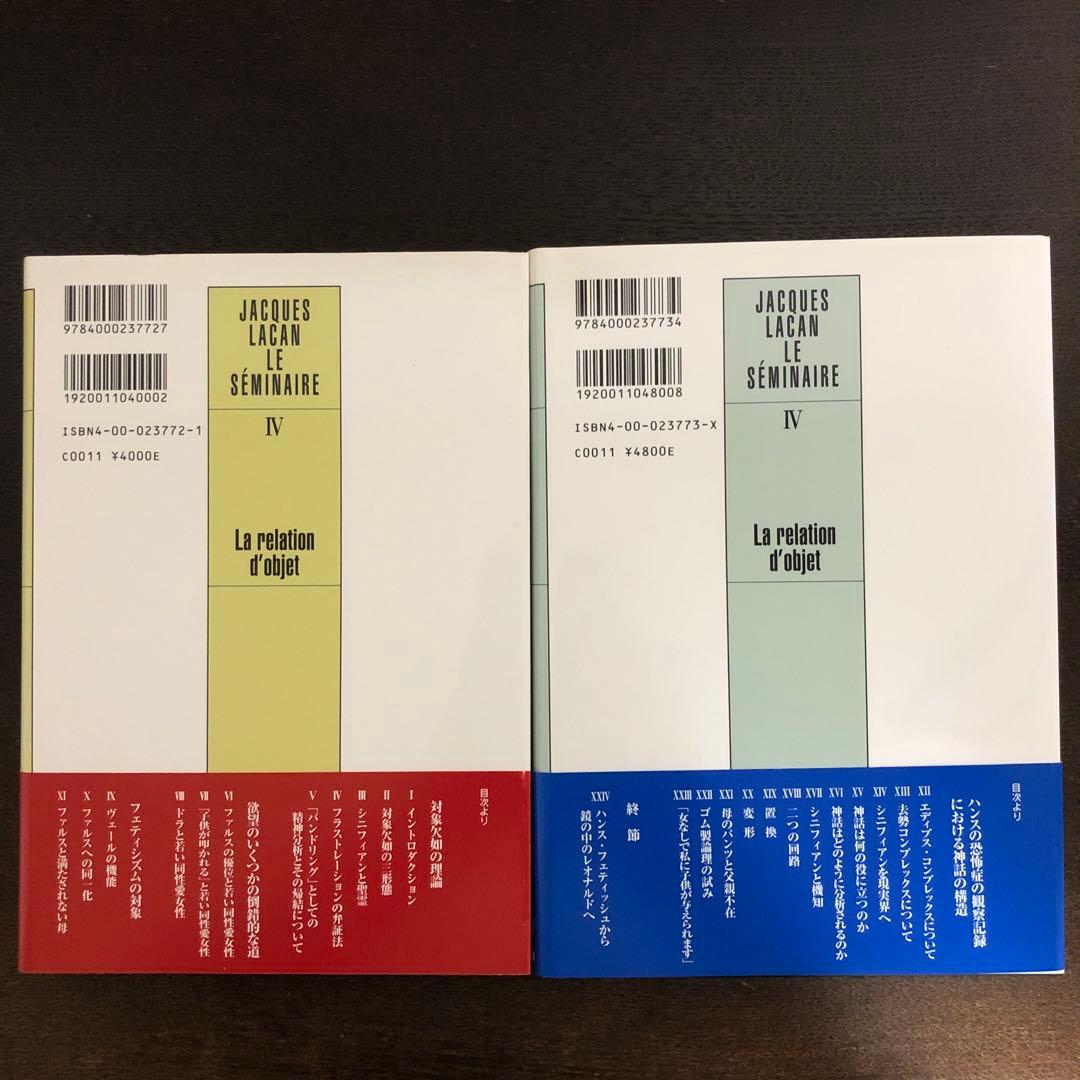 9784000237727
1920011040002
ISBN4-00-023772-1
C0011 ¥4000E
JACQUES
LACAN
LE
SÉMINAIRE
IV
La relation
d'objet
目次より
対象欠如の理論
I イントロダクション
II 対象欠如の三形態
III シニフィアンと聖霊
IV フラストレーションの弁証法
V 「バンドリング」としての
精神分析とその帰結について
欲望のいくつかの倒錯的な道
VI ファルスの優位と若い同性愛女性
VII 「子供が叩かれる」と若い同性愛女性
VIII ドラと若い同性愛女性
フェティシズムの対象
IX ヴェールの機能
X ファルスへの同一化
XI ファルスと満たされない母
9784000237734
1920011048008
ISBN4-00-023773-X
C0011 ¥4800E
JACQUES
LACAN
LE
SÉMINAIRE
IV
La relation
d'objet
目次より
ハンスの恐怖症の観察記録
における神話の構造
XII エディプス・コンプレックスについて
XIII 去勢コンプレックスについて
XIV シニフィアンを現実界へ
XV 神話は何の役に立つのか
XVI 神話はどのように分析されるのか
XVII シニフィアンと機知
XVIII 二つの回路
XIX 置換
XX 変形
XXI 母のパンツと父親不在
XXII ゴム製論理の試み
XXIII 「女なしで私に子供が与えられます」
終節
XXIV ハンス・フェティッシュから
鏡の中のレオナルドへ